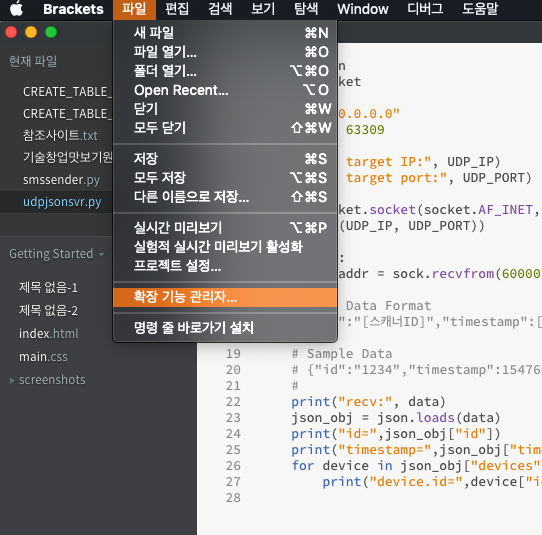 Brackets 파일 편집 검색 보기 탐색 Window 디버그 도움말
새 파일 ⌘N
파일 열기... ⌘O
폴더 열기... ⌥⌘O
Open Recent... ⌥O
닫기 ⌘W
모두 닫기 ⇧⌘W
저장 ⌘S
모두 저장 ⌥⌘S
다른 이름으로 저장... ⇧⌘S
실시간 미리보기 ⌥⌘P
실험적 실시간 미리보기 활성화
프로젝트 설정...
확장 기능 관리자...
명령 줄 바로가기 설치
현재 파일
CREATE_TABLE_
CREATE_TABLE_
참조사이트.txt
기술창업맛보기원
smssender.py
udpjsonsvr.py
Getting Started
제목 없음-1
제목 없음-2
index.html
main.css
screenshots
n
ket
.0.0.0"
63309
target IP:", UDP_IP)
target port:", UDP_PORT)
ket.socket(socket.AF_INET,
(UDP_IP, UDP_PORT))
:
addr = sock.recvfrom(60000
Data Format
":"[스캐너ID]","timestamp":[
19 # Sample Data
20 # {"id":"1234","timestamp":154760
21 #
22 print("recv:", data)
23 json_obj = json.loads(data)
24 print("id=",json_obj["id"])
25 print("timestamp=",json_obj["time
26 for device in json_obj["devices"
27 print("device.id=",device["i
28